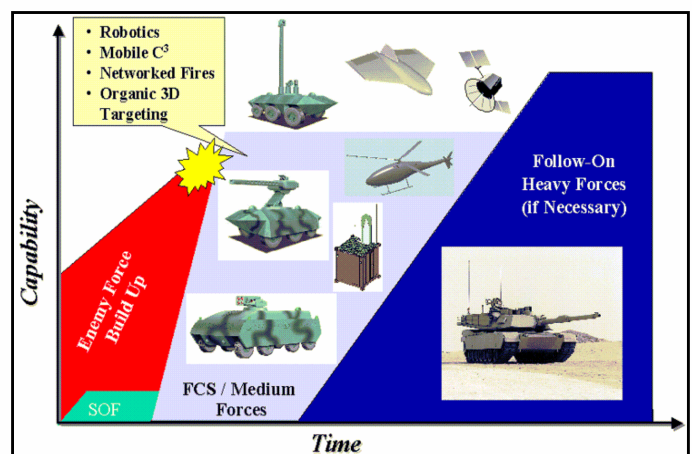 • Robotics
• Mobile C³
• Networked Fires
• Organic 3D
Targeting
Follow-On
Heavy Forces
(if Necessary)
Capability
Enemy Force
Build Up
SOF
FCS / Medium
Forces
Time